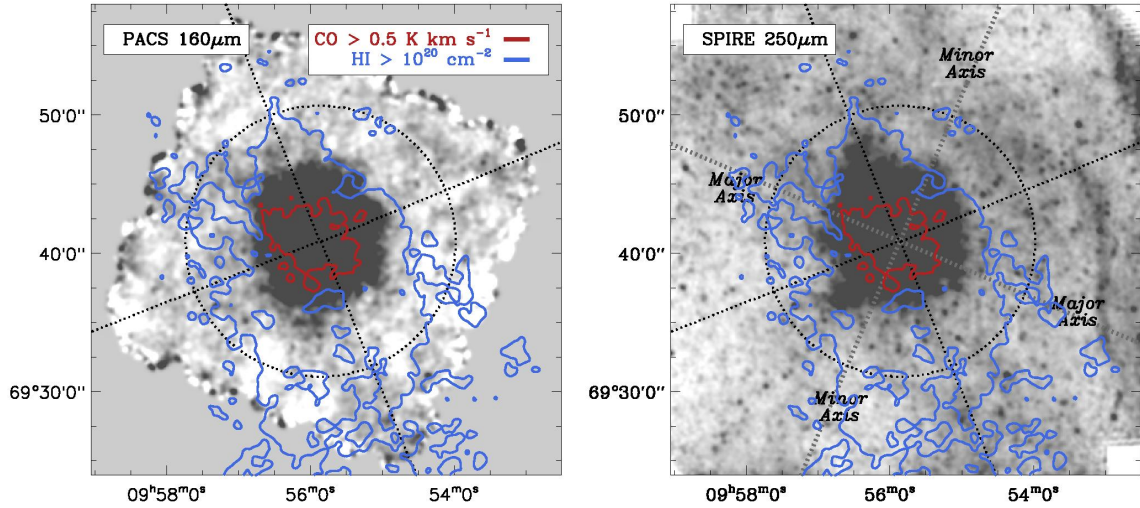 PACS 160μm
CO > 0.5 K km s⁻¹
HI > 10²⁰ cm⁻²
50'0"
40'0"
69°30'0"
09ʰ58ᵐ0ˢ
56ᵐ0ˢ
54ᵐ0ˢ
SPIRE 250μm
Minor
Axis
50'0"
Major
Axis
40'0"
Major
Axis
69°30'0"
Minor
Axis
09ʰ58ᵐ0ˢ
56ᵐ0ˢ
54ᵐ0ˢ